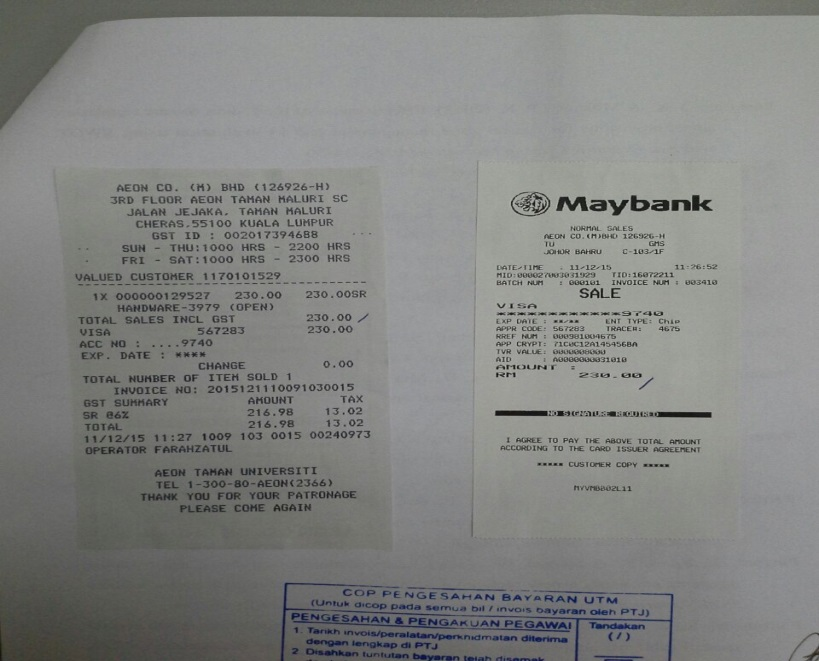 AEON CO. (M) BHD (126926-H)
3RD FLOOR AEON TAMAN MALURI SC
JALAN JEJAKA, TAMAN MALURI
CHERAS.55100 KUALA LUMPUR
GST ID : 002017394688
SUN - THU:1000 HRS - 2200 HRS
FRI - SAT:1000 HRS - 2300 HRS
VALUED CUSTOMER 1170101529
1X 000000129527 230.00 230.00SR
HARDWARE-3979 (OPEN)
TOTAL SALES INCL GST 230.00
VISA 567283 230.00
ACC NO : ....9740
EXP. DATE : ****
CHANGE 0.00
TOTAL NUMBER OF ITEM SOLD 1
INVOICE NO: 2015121110091030015
GST SUMMARY AMOUNT TAX
SR @6% 216.98 13.02
TOTAL 216.98 13.02
11/12/15 11:27 1009 103 0015 00240973
OPERATOR FARAHZATUL
AEON TAMAN UNIVERSITI
TEL 1-300-80-AEON(2366)
THANK YOU FOR YOUR PATRONAGE
PLEASE COME AGAIN
Maybank
NORMAL SALES
AEON CO.(M)BHD 126926-H
TU GMS
JOHOR BAHRU C-103/1F
DATE/TIME : 11/12/15 11:26:52
MID:000027003031929 TID:16072211
BATCH NUM : 000101 INVOICE NUM : 003410
SALE
VISA
************9740
EXP DATE : **/** ENT TYPE: Chip
APPR CODE: 567283 TRACE#: 4675
RREF NUM : 000981004675
APP CRYPT: 71C0C12A145456BA
TVR VALUE: 0000008000
AID : A0000000031010
AMOUNT :
RM 230.00
NO SIGNATURE REQUIRED
I AGREE TO PAY THE ABOVE TOTAL AMOUNT
ACCORDING TO THE CARD ISSUER AGREEMENT
***** CUSTOMER COPY *****
MYVMB002L11
COP PENGESAHAN BAYARAN UTM
(Untuk dicop pada semua bil / invois bayaran oleh PTJ)
PENGESAHAN & PENGAKUAN PEGAWAI Tandakan
1. Tarikh invois/peralatan/perkhidmatan diterima ( / )
dengan lengkap di PTJ
2. Disahkan tuntutan bayaran telah disemak